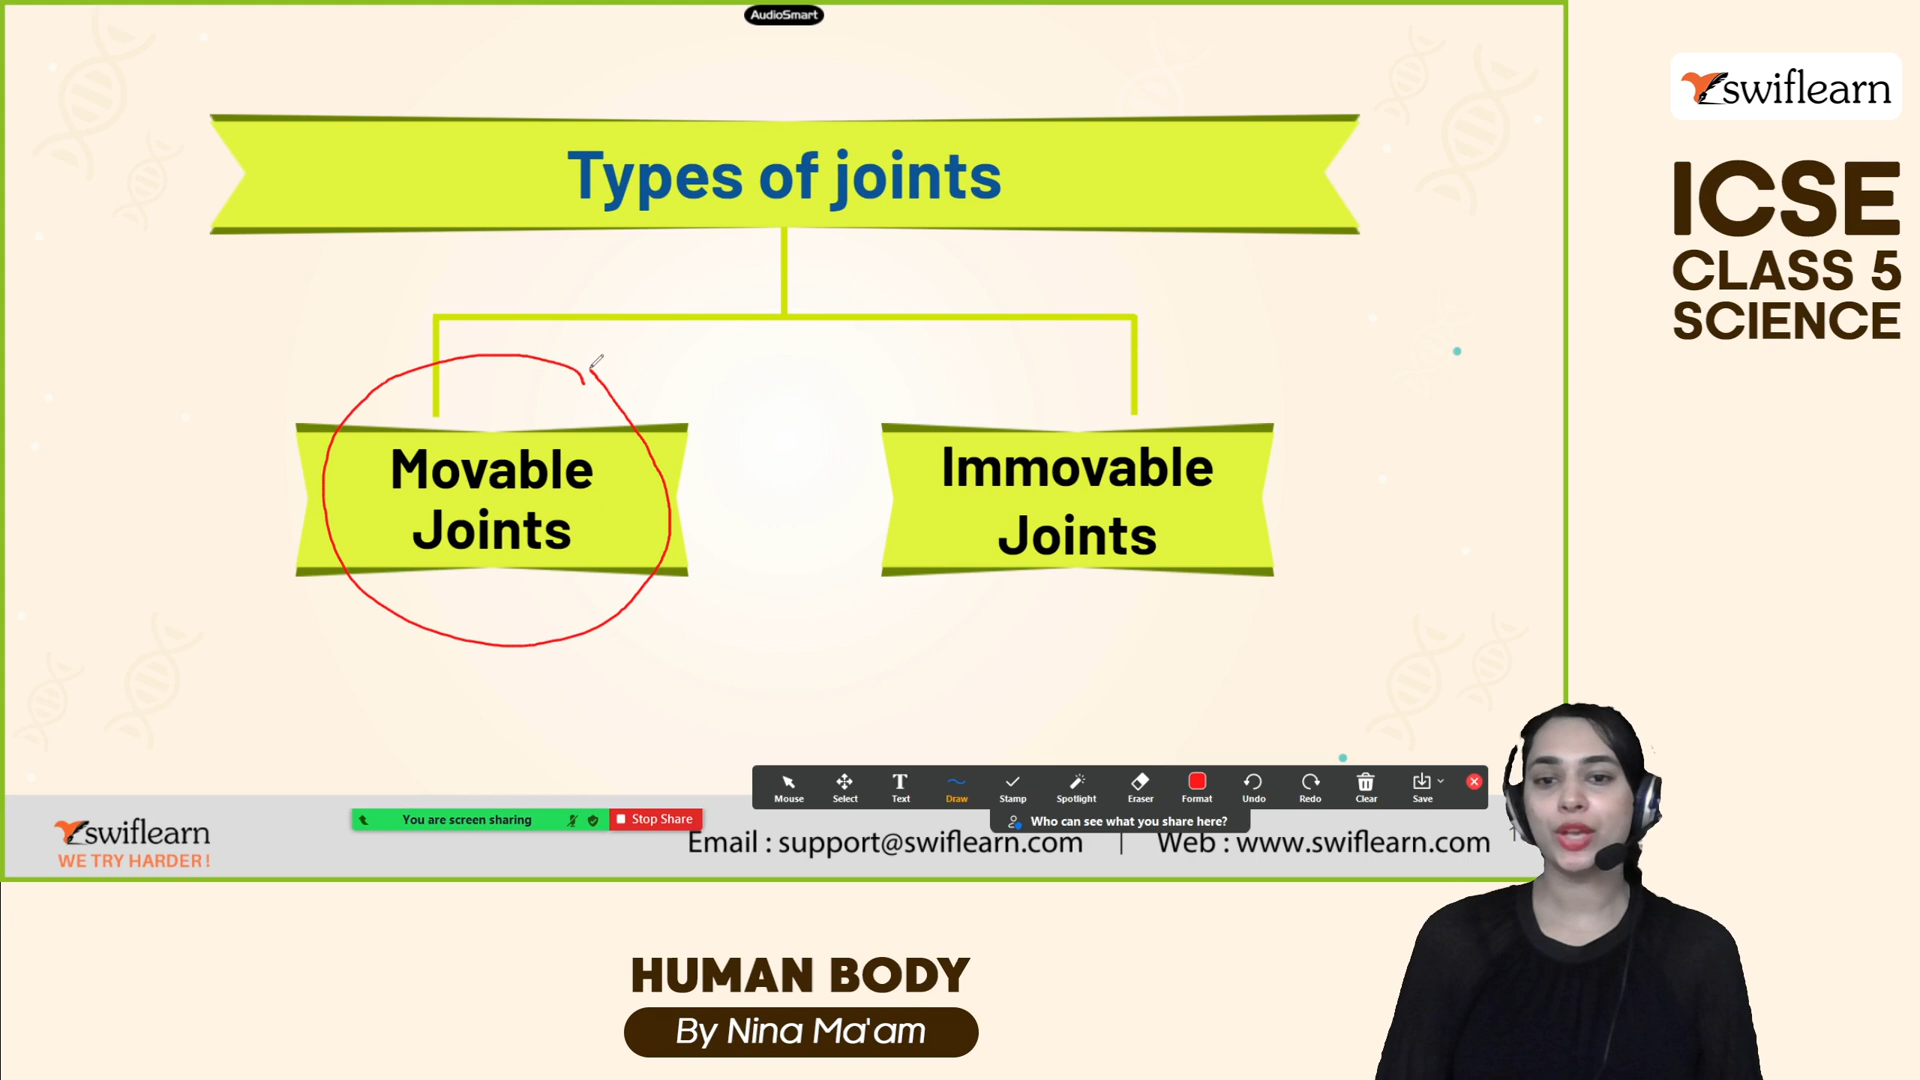 AudioSmart
swiflearn
ICSE
CLASS 5
SCIENCE
Types of joints
Movable
Joints
Immovable
Joints
Mouse
Select
T
Text
Draw
Stamp
Spotlight
Eraser
Format
Undo
Redo
Clear
Save
You are screen sharing
Stop Share
Who can see what you share here?
swiflearn
WE TRY HARDER !
Email : support@swiflearn.com | Web : www.swiflearn.com
HUMAN BODY
By Nina Ma'am